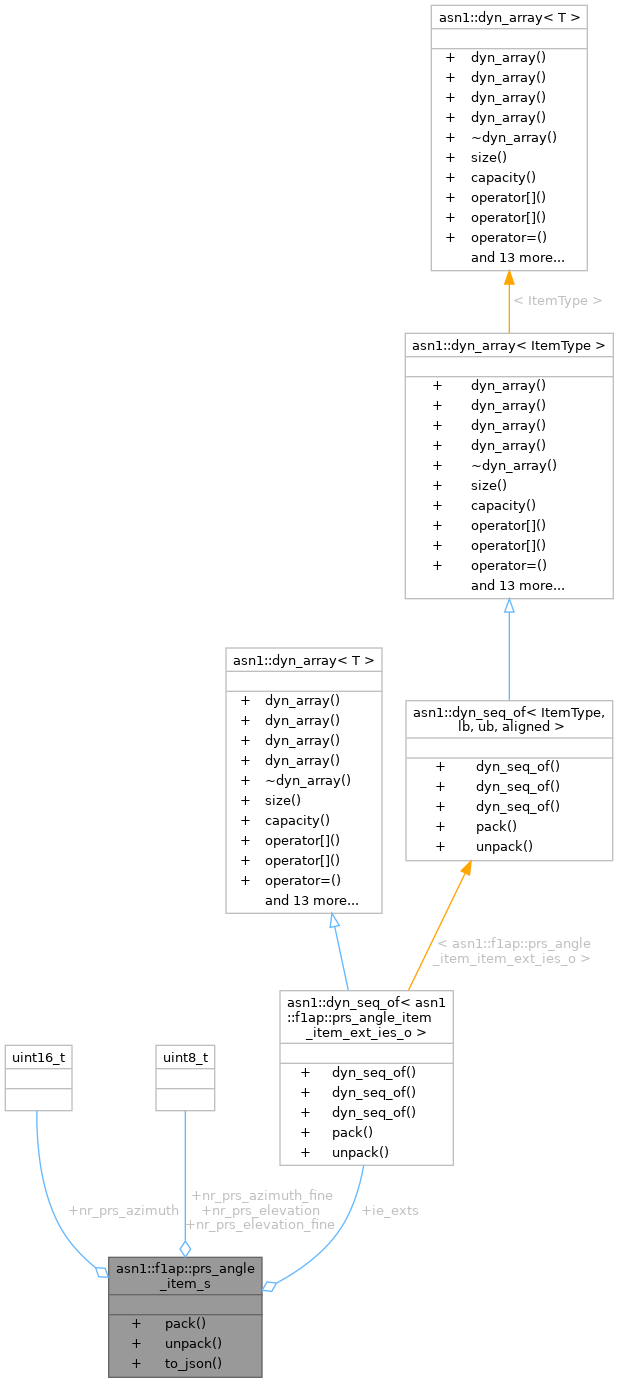 asn1::dyn_array< T >
+ dyn_array()
+ dyn_array()
+ dyn_array()
+ dyn_array()
+ ~dyn_array()
+ size()
+ capacity()
+ operator[]()
+ operator[]()
+ operator=()
and 13 more...
< ItemType >
asn1::dyn_array< ItemType >
+ dyn_array()
+ dyn_array()
+ dyn_array()
+ dyn_array()
+ ~dyn_array()
+ size()
+ capacity()
+ operator[]()
+ operator[]()
+ operator=()
and 13 more...
asn1::dyn_array< T >
+ dyn_array()
+ dyn_array()
+ dyn_array()
+ dyn_array()
+ ~dyn_array()
+ size()
+ capacity()
+ operator[]()
+ operator[]()
+ operator=()
and 13 more...
asn1::dyn_seq_of< ItemType,
lb, ub, aligned >
+ dyn_seq_of()
+ dyn_seq_of()
+ dyn_seq_of()
+ pack()
+ unpack()
< asn1::f1ap::prs_angle
_item_item_ext_ies_o >
asn1::dyn_seq_of< asn1
::f1ap::prs_angle_item
_item_ext_ies_o >
+ dyn_seq_of()
+ dyn_seq_of()
+ dyn_seq_of()
+ pack()
+ unpack()
uint16_t
uint8_t
+nr_prs_azimuth
+nr_prs_azimuth_fine
+nr_prs_elevation
+nr_prs_elevation_fine
+ie_exts
asn1::f1ap::prs_angle
_item_s
+ pack()
+ unpack()
+ to_json()